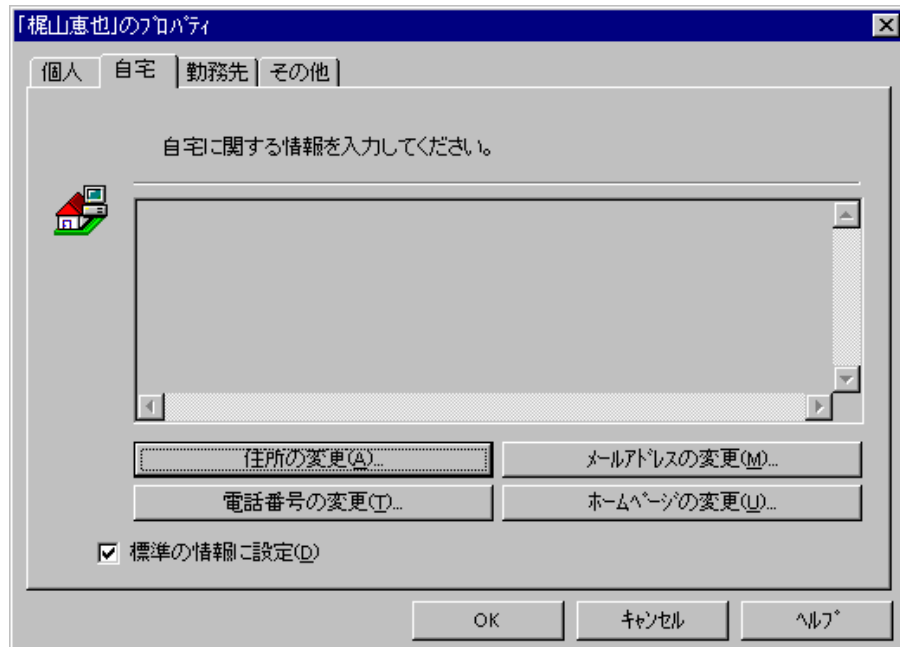 「梶山恵也」のﾌﾟﾛﾊﾟﾃｨ
個人 自宅 勤務先 その他
自宅に関する情報を入力してください。
住所の変更(A)... ﾒｰﾙｱﾄﾞﾚｽの変更(M)...
電話番号の変更(T)... ﾎｰﾑﾍﾟｰｼﾞの変更(U)...
標準の情報に設定(D)
OK ｷｬﾝｾﾙ ﾍﾙﾌﾟ